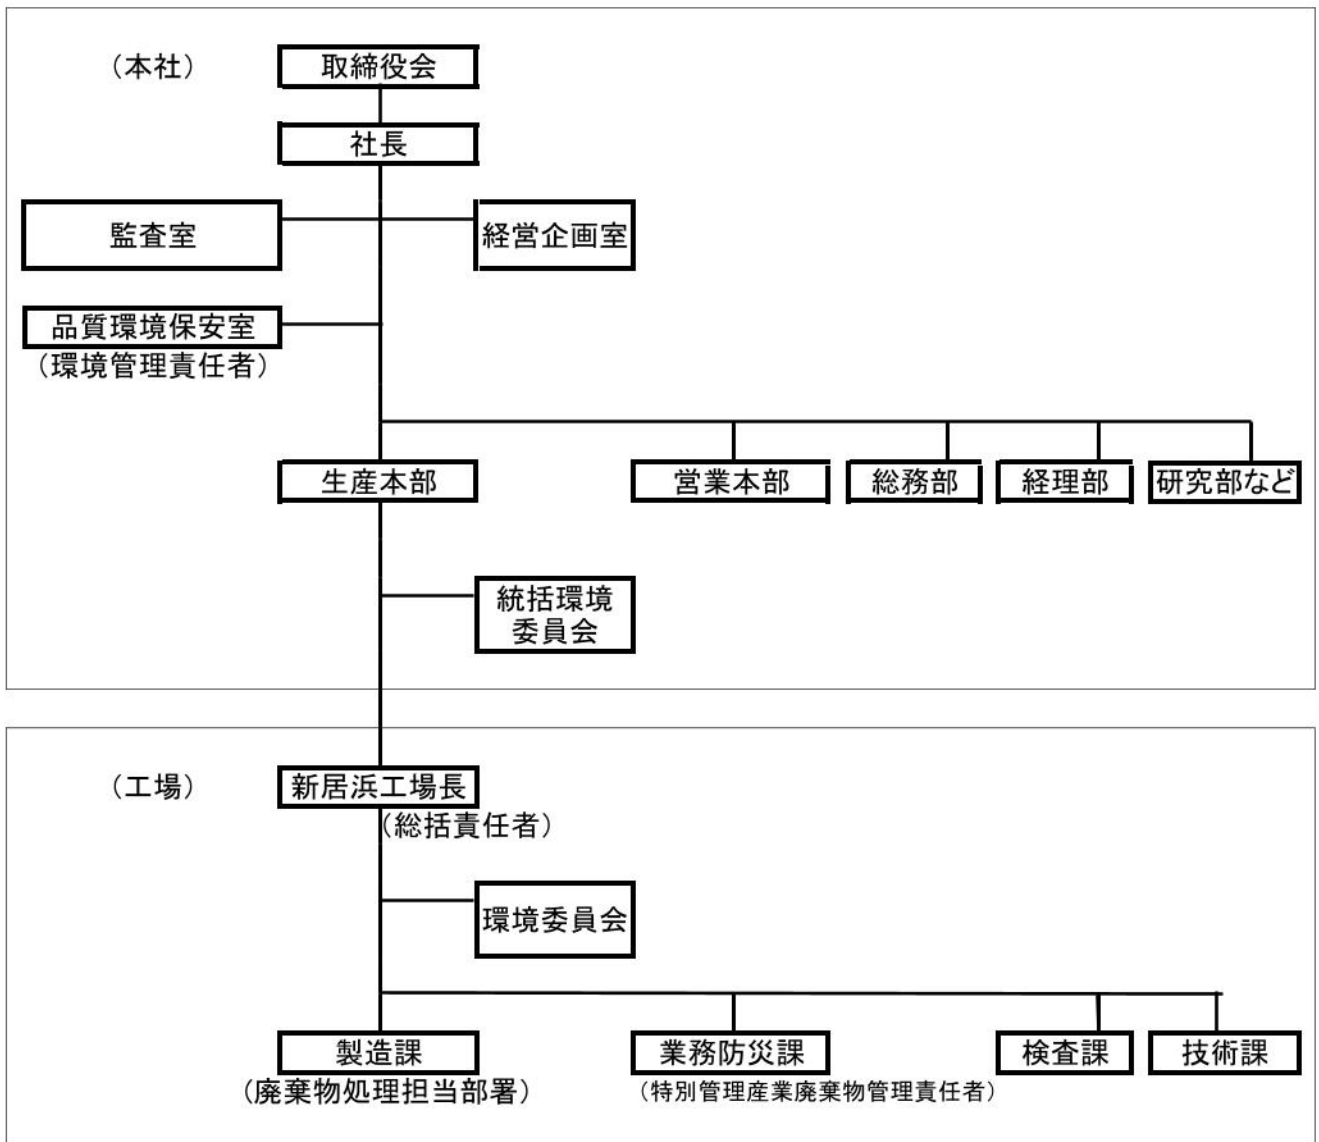 （本社）
取締役会
社長
監査室
経営企画室
品質環境保安室
（環境管理責任者）
生産本部
営業本部
総務部
経理部
研究部など
統括環境
委員会
（工場）
新居浜工場長
（総括責任者）
環境委員会
製造課
業務防災課
検査課
技術課
（廃棄物処理担当部署）
（特別管理産業廃棄物管理責任者）